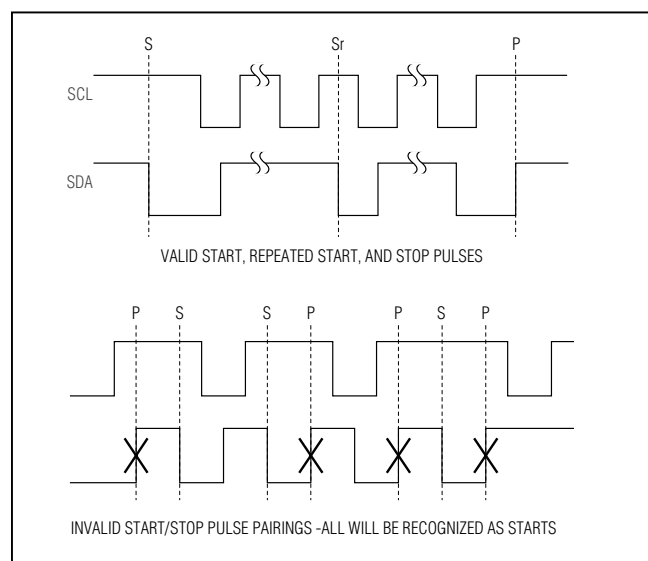 S Sr P
SCL
SDA
VALID START, REPEATED START, AND STOP PULSES
P S S P P S P
INVALID START/STOP PULSE PAIRINGS -ALL WILL BE RECOGNIZED AS STARTS